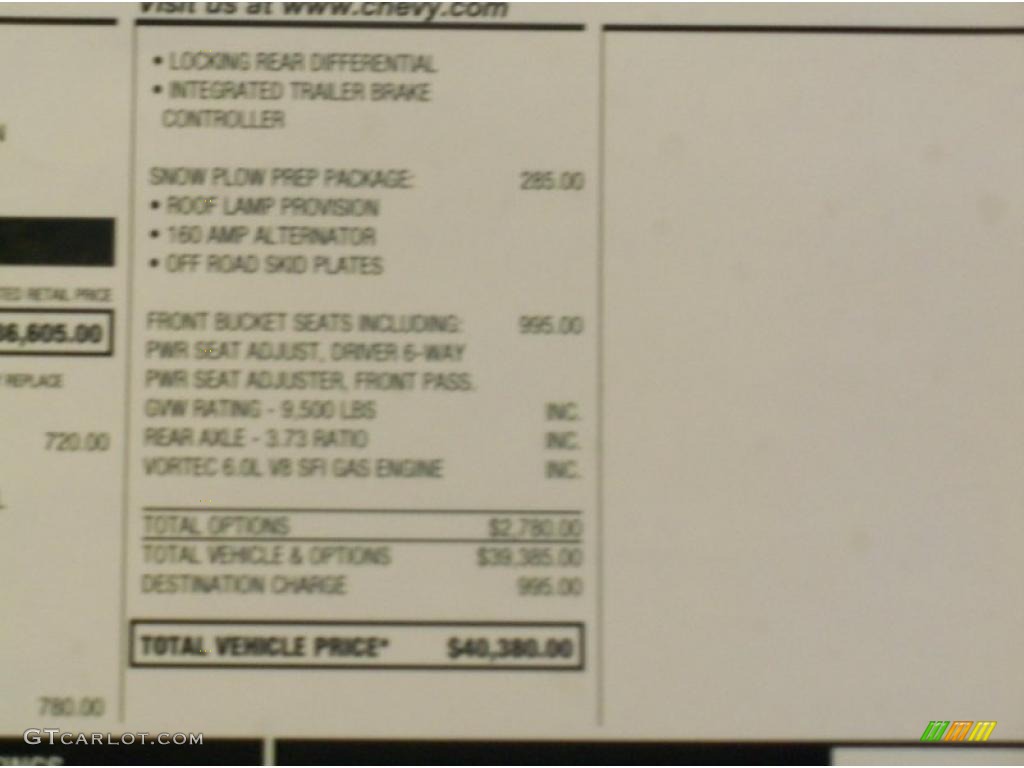 Visit us at www.chevy.com
TED RETAIL PRICE
36,605.00
REPLACE
720.00
780.00
• LOCKING REAR DIFFERENTIAL
• INTEGRATED TRAILER BRAKE
CONTROLLER
SNOW PLOW PREP PACKAGE: 285.00
• ROOF LAMP PROVISION
• 160 AMP ALTERNATOR
• OFF ROAD SKID PLATES
FRONT BUCKET SEATS INCLUDING: 995.00
PWR SEAT ADJUST, DRIVER 6-WAY
PWR SEAT ADJUSTER, FRONT PASS.
GVW RATING - 9,500 LBS INC.
REAR AXLE - 3.73 RATIO INC.
VORTEC 6.0L V8 SFI GAS ENGINE INC.
TOTAL OPTIONS $2,780.00
TOTAL VEHICLE & OPTIONS $39,385.00
DESTINATION CHARGE 995.00
TOTAL VEHICLE PRICE* $40,380.00
GTCARLOT.COM